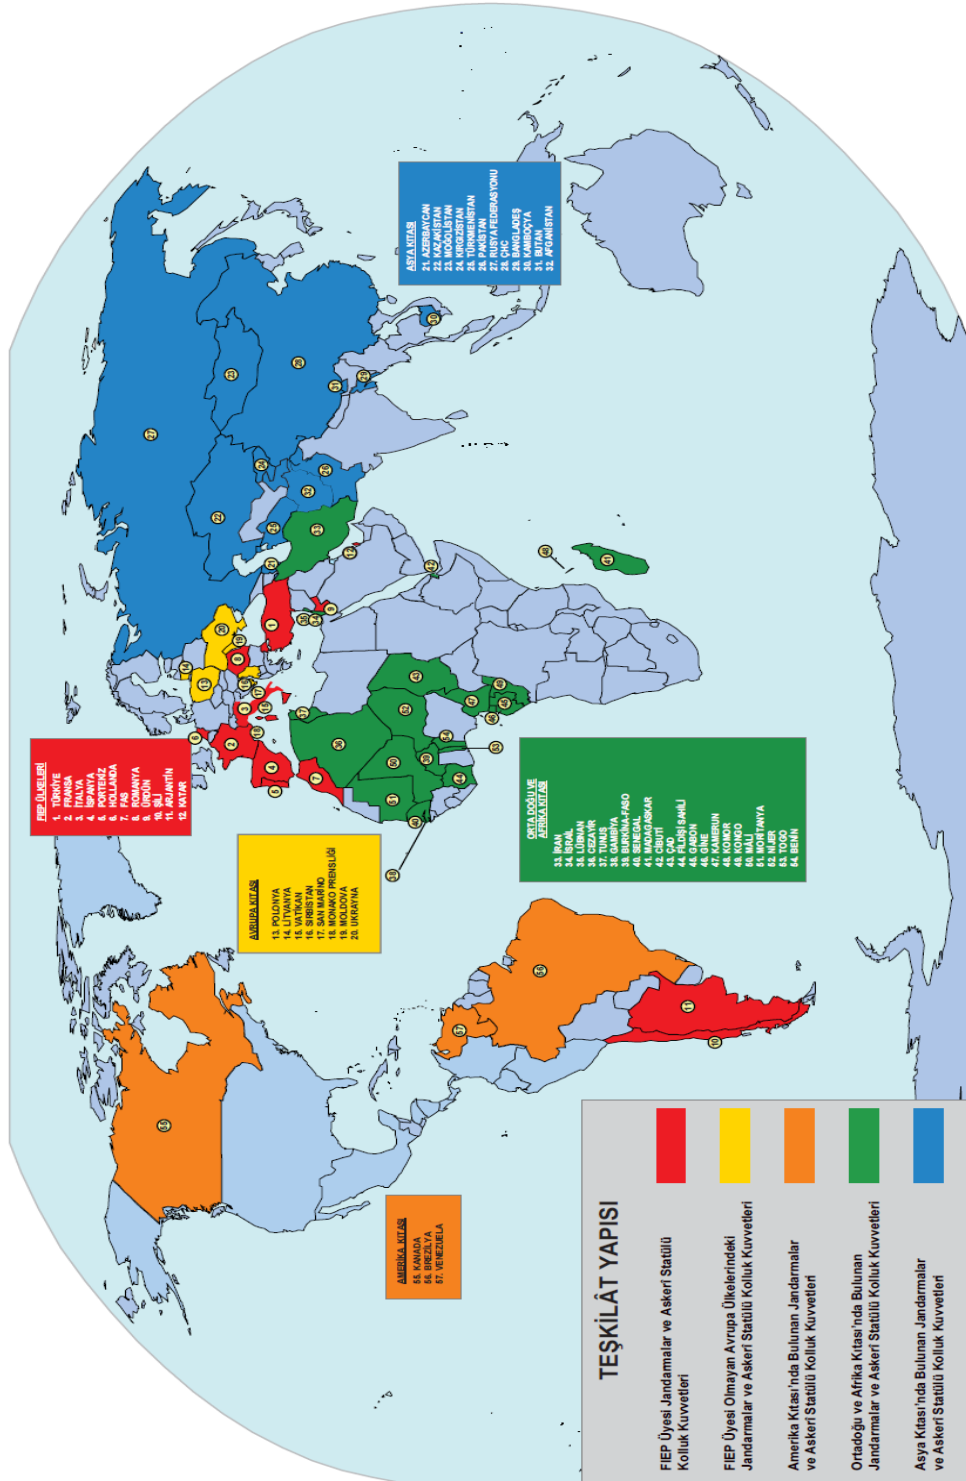 FIEP ÜLKELERİ
1. TÜRKİYE
2. FRANSA
3. İTALYA
4. İSPANYA
5. PORTEKİZ
6. HOLLANDA
7. FAS
8. ROMANYA
9. ÜRDÜN
10. ŞİLİ
11. ARJANTİN
12. KATAR
AVRUPA KITASI
13. POLONYA
14. LİTVANYA
15. VATİKAN
16. SIRBİSTAN
17. SAN MARİNO
18. MONAKO PRENSLİĞİ
19. MOLDOVA
20. UKRAYNA
ASYA KITASI
21. AZERBAYCAN
22. KAZAKİSTAN
23. MOĞOLİSTAN
24. KIRGIZİSTAN
25. TÜRKMENİSTAN
26. PAKİSTAN
27. RUSYA FEDERASYONU
28. ÇHC
29. BANGLADEŞ
30. KAMBOÇYA
31. BUTAN
32. AFGANİSTAN
ORTA DOĞU VE
AFRİKA KITASI
33. İRAN
34. İSRAİL
35. LÜBNAN
36. CEZAYİR
37. TUNUS
38. GAMBİYA
39. BURKİNA-FASO
40. SENEGAL
41. MADAGASKAR
42. CİBUTİ
43. ÇAD
44. FİLDİŞİ SAHİLİ
45. GABON
46. GİNE
47. KAMERUN
48. KOMOR
49. KONGO
50. MALİ
51. MORİTANYA
52. NİJER
53. TOGO
54. BENİN
AMERİKA KITASI
55. KANADA
56. BREZİLYA
57. VENEZUELA
TEŞKİLÂT YAPISI
FIEP Üyesi Jandarmalar ve Askerî Statülü
Kolluk Kuvvetleri
FIEP Üyesi Olmayan Avrupa Ülkelerindeki
Jandarmalar ve Askerî Statülü Kolluk Kuvvetleri
Amerika Kıtası'nda Bulunan Jandarmalar
ve Askerî Statülü Kolluk Kuvvetleri
Ortadoğu ve Afrika Kıtası'nda Bulunan
Jandarmalar ve Askerî Statülü Kolluk Kuvvetleri
Asya Kıtası'nda Bulunan Jandarmalar
ve Askerî Statülü Kolluk Kuvvetleri